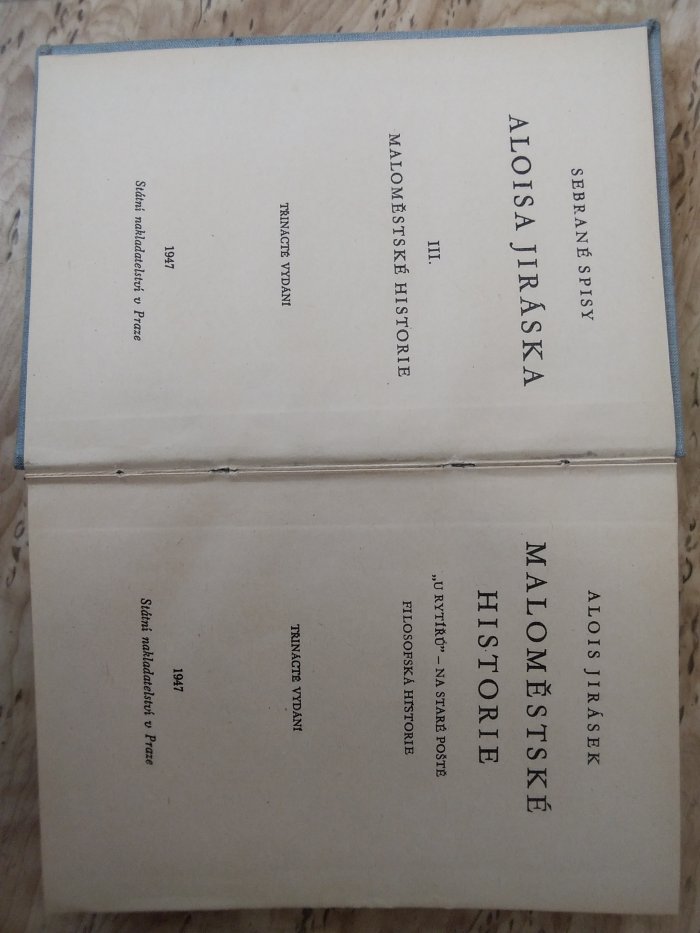 SEBRANÉ SPISY
ALOISA JIRÁSKA
III.
MALOMĚSTSKÉ HISTORIE
TŘINÁCTÉ VYDÁNÍ
1947
Státní nakladatelství v Praze
ALOIS JIRÁSEK
MALOMĚSTSKÉ
HISTORIE
„U RYTÍŘŮ” – NA STARÉ POŠTĚ
FILOSOFSKÁ HISTORIE
TŘINÁCTÉ VYDÁNÍ
1947
Státní nakladatelství v Praze